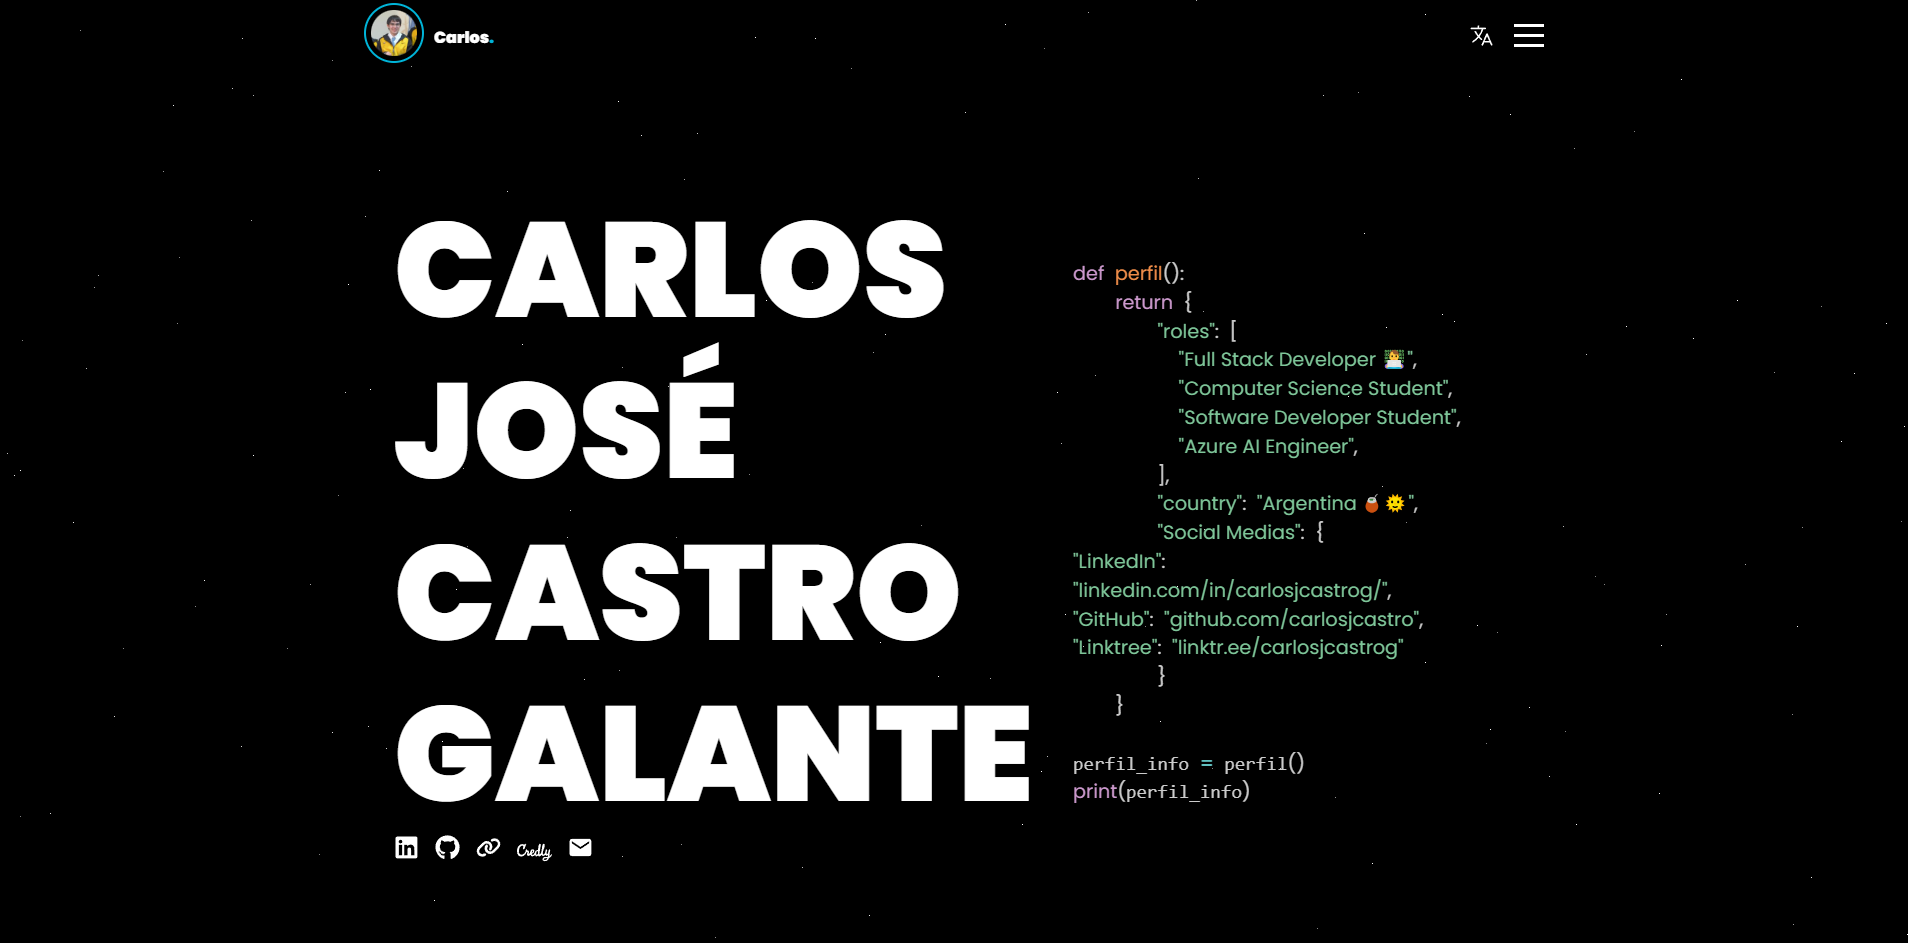 Carlos.
CARLOS
JOSÉ
CASTRO
GALANTE
def perfil():
return {
"roles": [
"Full Stack Developer 🧑‍💻",
"Computer Science Student",
"Software Developer Student",
"Azure AI Engineer",
],
"country": "Argentina 🧉🌞",
"Social Medias": {
"LinkedIn":
"linkedin.com/in/carlosjcastrog/",
"GitHub": "github.com/carlosjcastro",
"Linktree": "linktr.ee/carlosjcastrog"
}
}
perfil_info = perfil()
print(perfil_info)
Credly